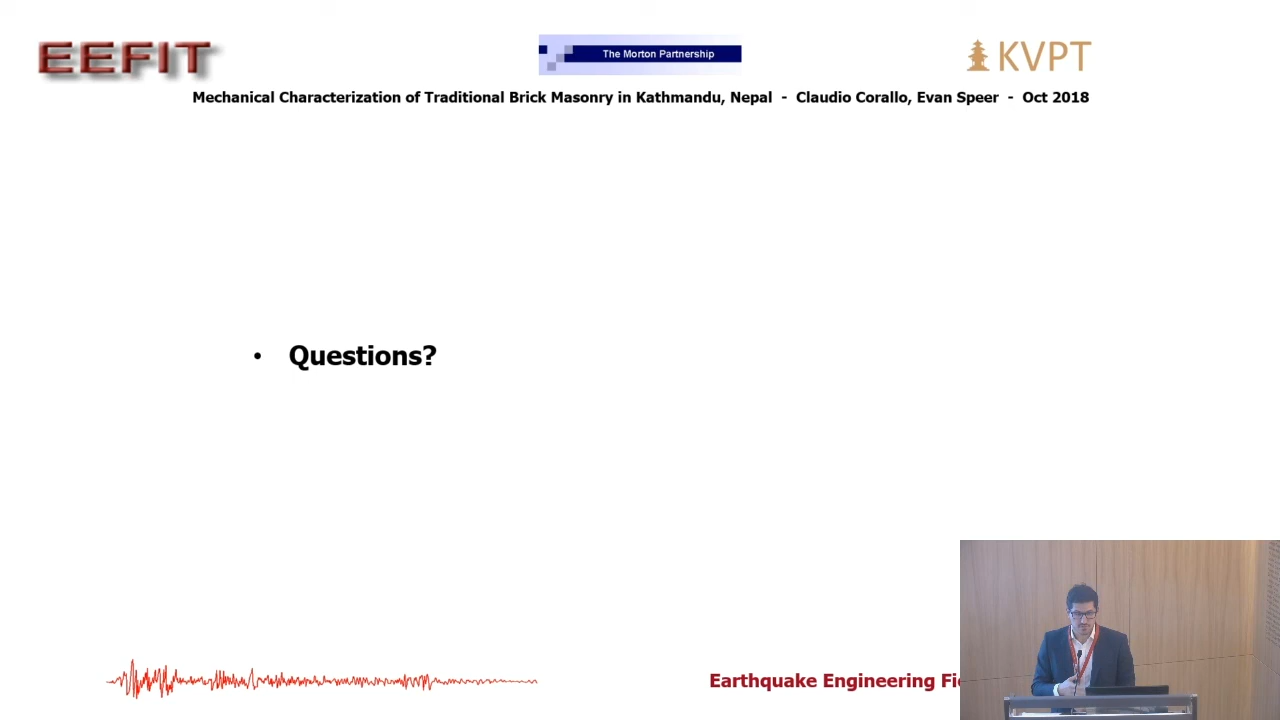 EEFIT
The Morton Partnership
KVPT
Mechanical Characterization of Traditional Brick Masonry in Kathmandu, Nepal - Claudio Corallo, Evan Speer - Oct 2018
• Questions?
Earthquake Engineering